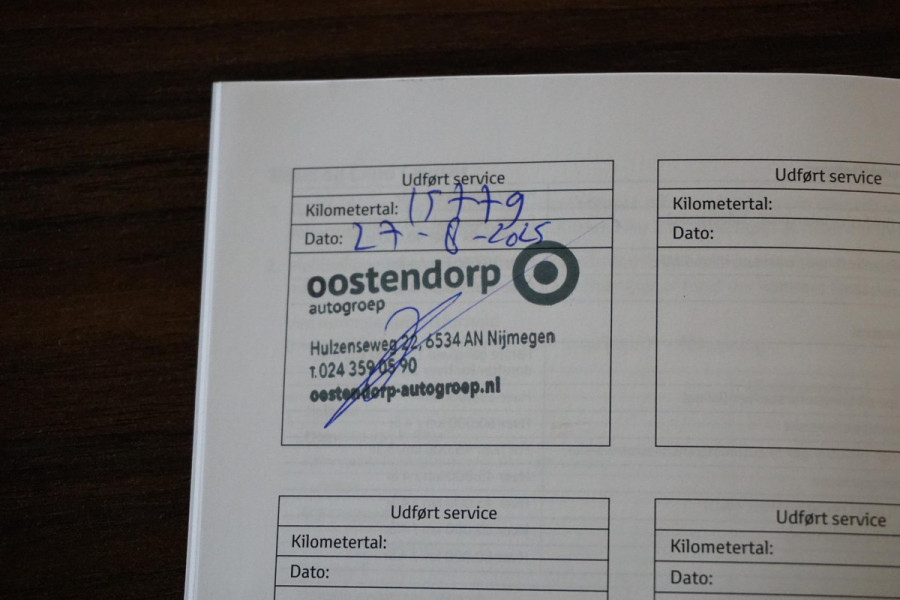 Udført service
Kilometertal: 15779
Dato: 27-8-2025
oostendorp
autogroep
Hulzenseweg 22, 6534 AN Nijmegen
T.024 359 05 90
oostendorp-autogroep.nl
Udført service
Kilometertal:
Dato:
Udført service
Kilometertal:
Dato:
Udført service
Kilometertal:
Dato: